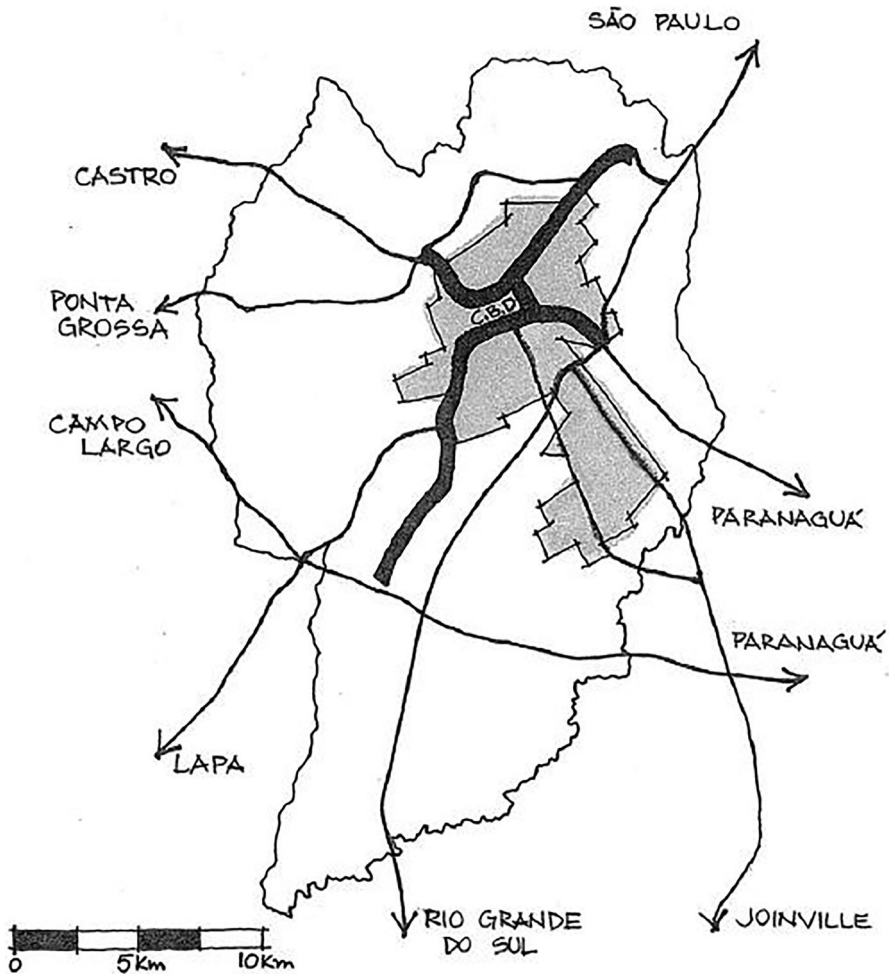 SÃO PAULO
CASTRO
PONTA
GROSSA
C.B.D.
CAMPO
LARGO
PARANAGUÁ
PARANAGUÁ
LAPA
RIO GRANDE
DO SUL
JOINVILLE
0 5Km 10Km